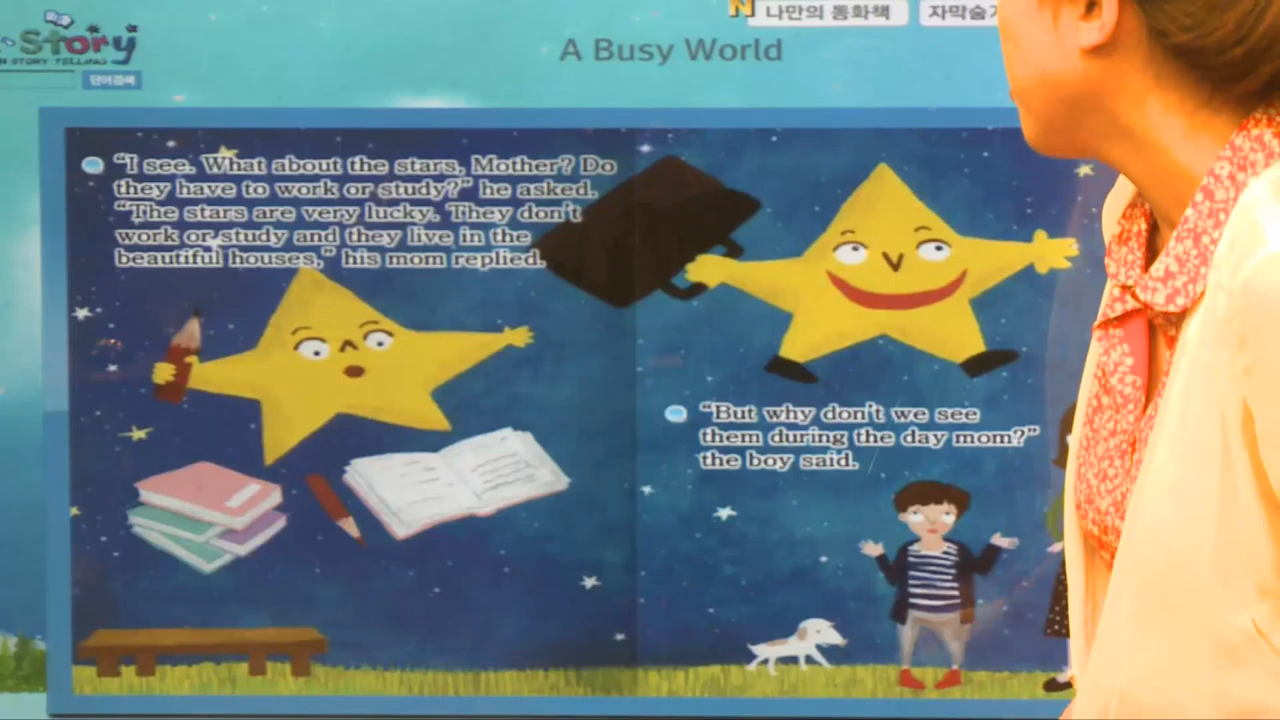 Story
N STORY TELLING
단어검색
N 나만의 동화책
자막숨기
A Busy World
“I see. What about the stars, Mother? Do
they have to work or study?” he asked.
“The stars are very lucky. They don’t
work or study and they live in the
beautiful houses,” his mom replied.
“But why don’t we see
them during the day mom?”
the boy said.